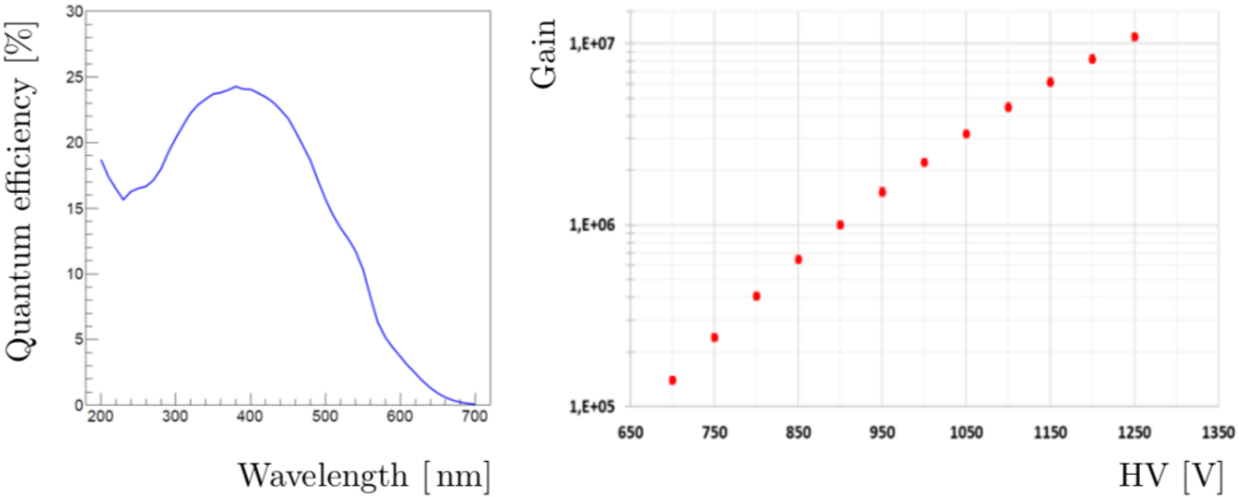 Quantum efficiency [%]
30
25
20
15
10
5
0
200 300 400 500 600 700
Wavelength [nm]
Gain
1,E+07
1,E+06
1,E+05
650 750 850 950 1050 1150 1250 1350
HV [V]